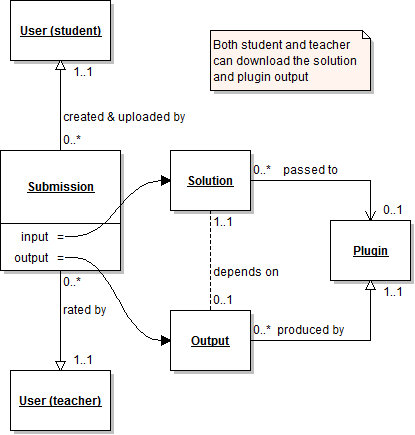 User (student)
Both student and teacher
can download the solution
and plugin output
1..1
created & uploaded by
0..*
Submission
Solution
0..* passed to
input =
output =
1..1
0..1
Plugin
depends on
0..*
rated by
0..1
1..1
Output
0..* produced by
1..1
User (teacher)